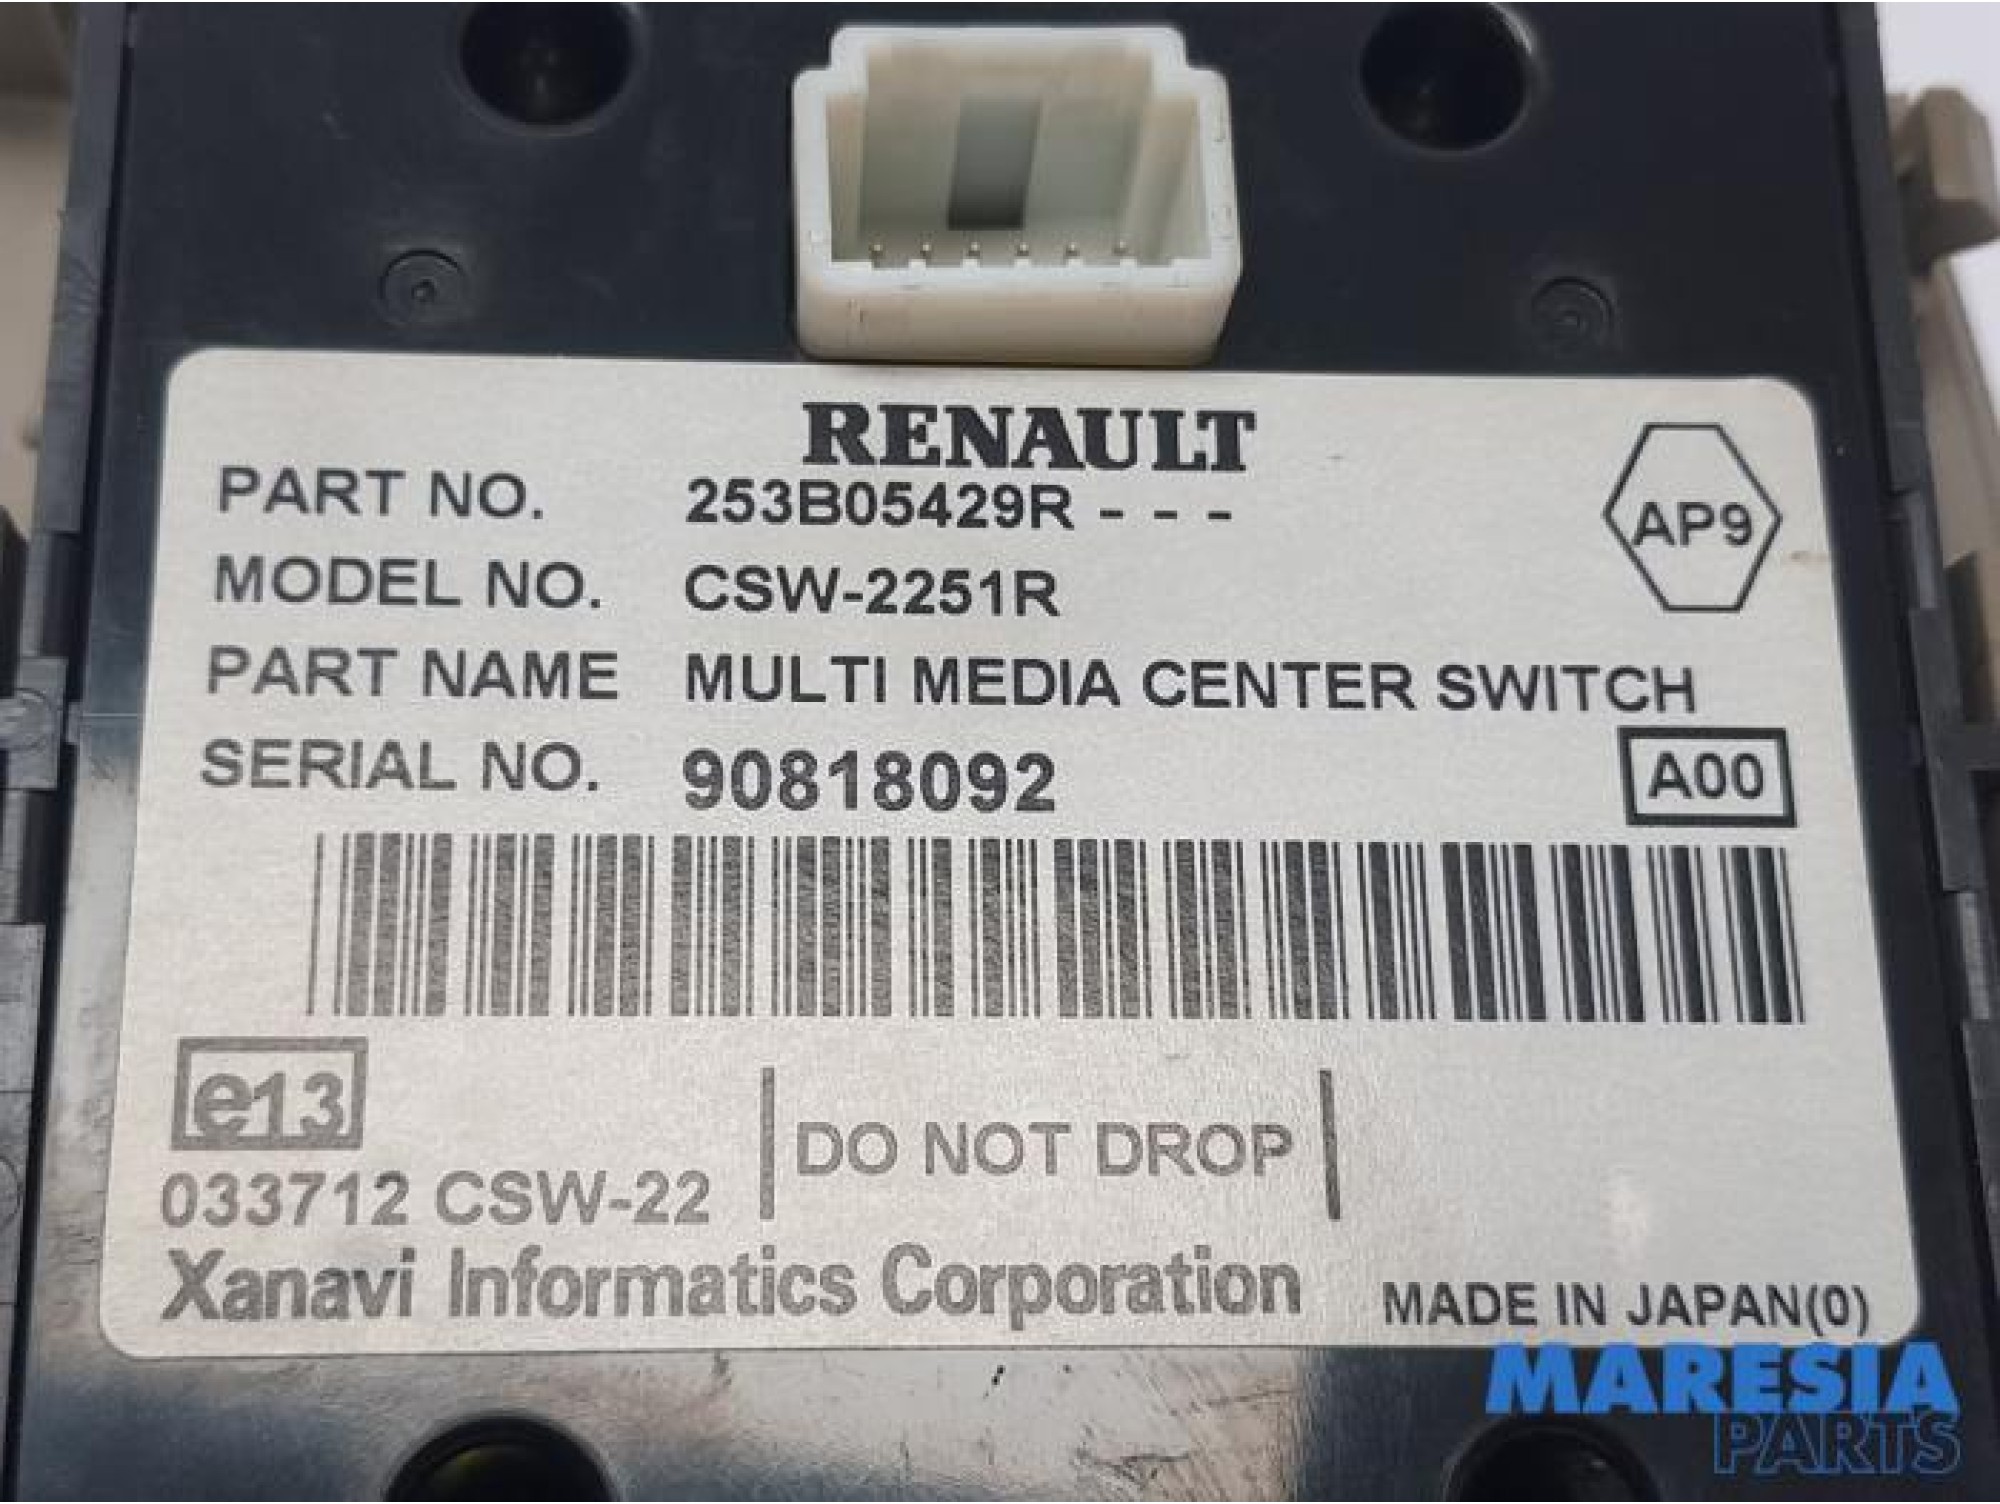 RENAULT
PART NO. 253B05429R - - -
AP9
MODEL NO. CSW-2251R
PART NAME MULTI MEDIA CENTER SWITCH
SERIAL NO. 90818092
A00
e13
DO NOT DROP
033712 CSW-22
Xanavi Informatics Corporation
MADE IN JAPAN(0)
MARESIA
PARTS